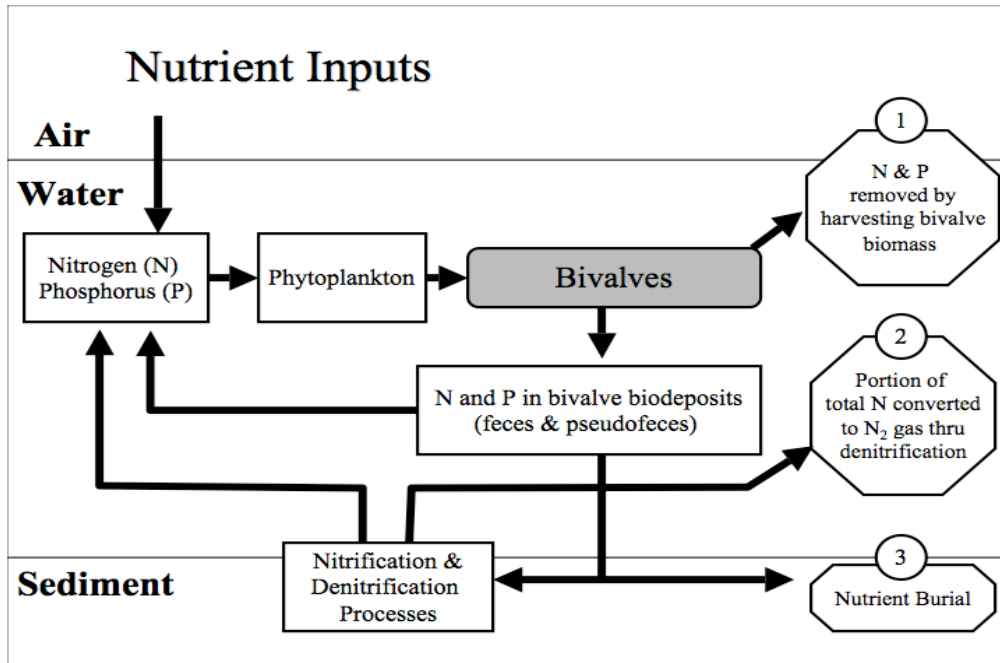 Nutrient Inputs
Air
Water
1
N & P
removed by
harvesting bivalve
biomass
Nitrogen (N)
Phosphorus (P)
Phytoplankton
Bivalves
2
Portion of
total N converted
to N₂ gas thru
denitrification
N and P in bivalve biodeposits
(feces & pseudofeces)
Sediment
Nitrification &
Denitrification
Processes
3
Nutrient Burial